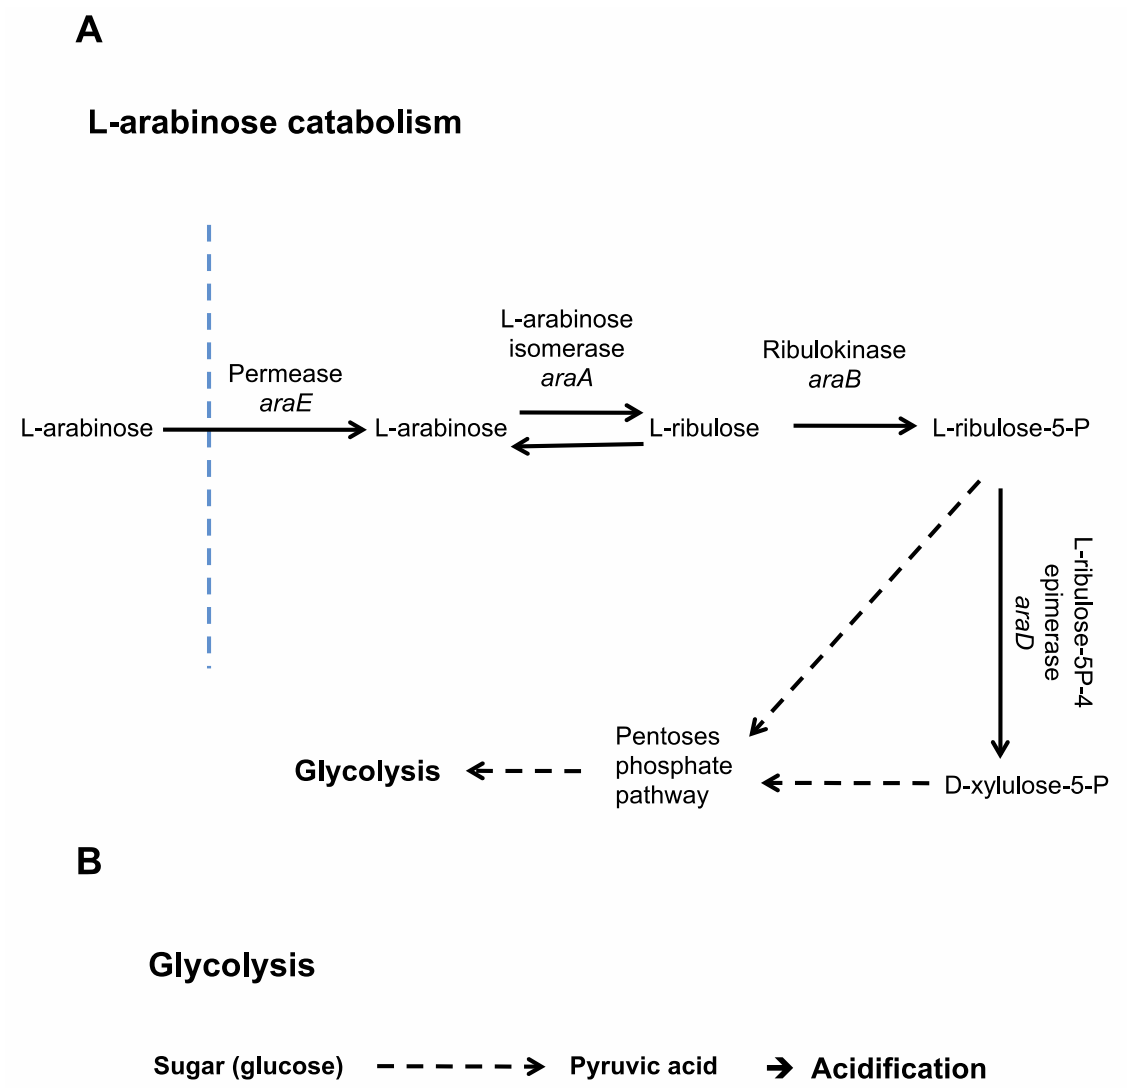 A
L-arabinose catabolism
L-arabinose
Permease
araE
L-arabinose
L-arabinose
isomerase
araA
L-ribulose
Ribulokinase
araB
L-ribulose-5-P
L-ribulose-5P-4
epimerase
araD
D-xylulose-5-P
Pentoses
phosphate
pathway
Glycolysis
B
Glycolysis
Sugar (glucose)
Pyruvic acid
Acidification